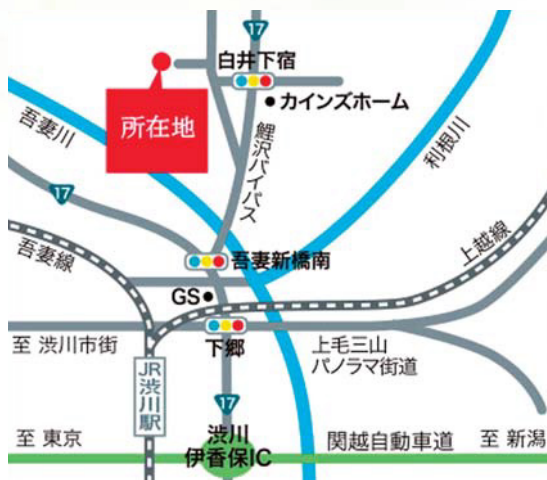 17
白井下宿
カインズホーム
所在地
吾妻川
鯉沢バイパス
利根川
17
吾妻線
吾妻新橋南
上越線
GS
至 渋川市街
下郷
上毛三山
パノラマ街道
JR渋川駅
17
至 東京
渋川
伊香保IC
関越自動車道
至 新潟